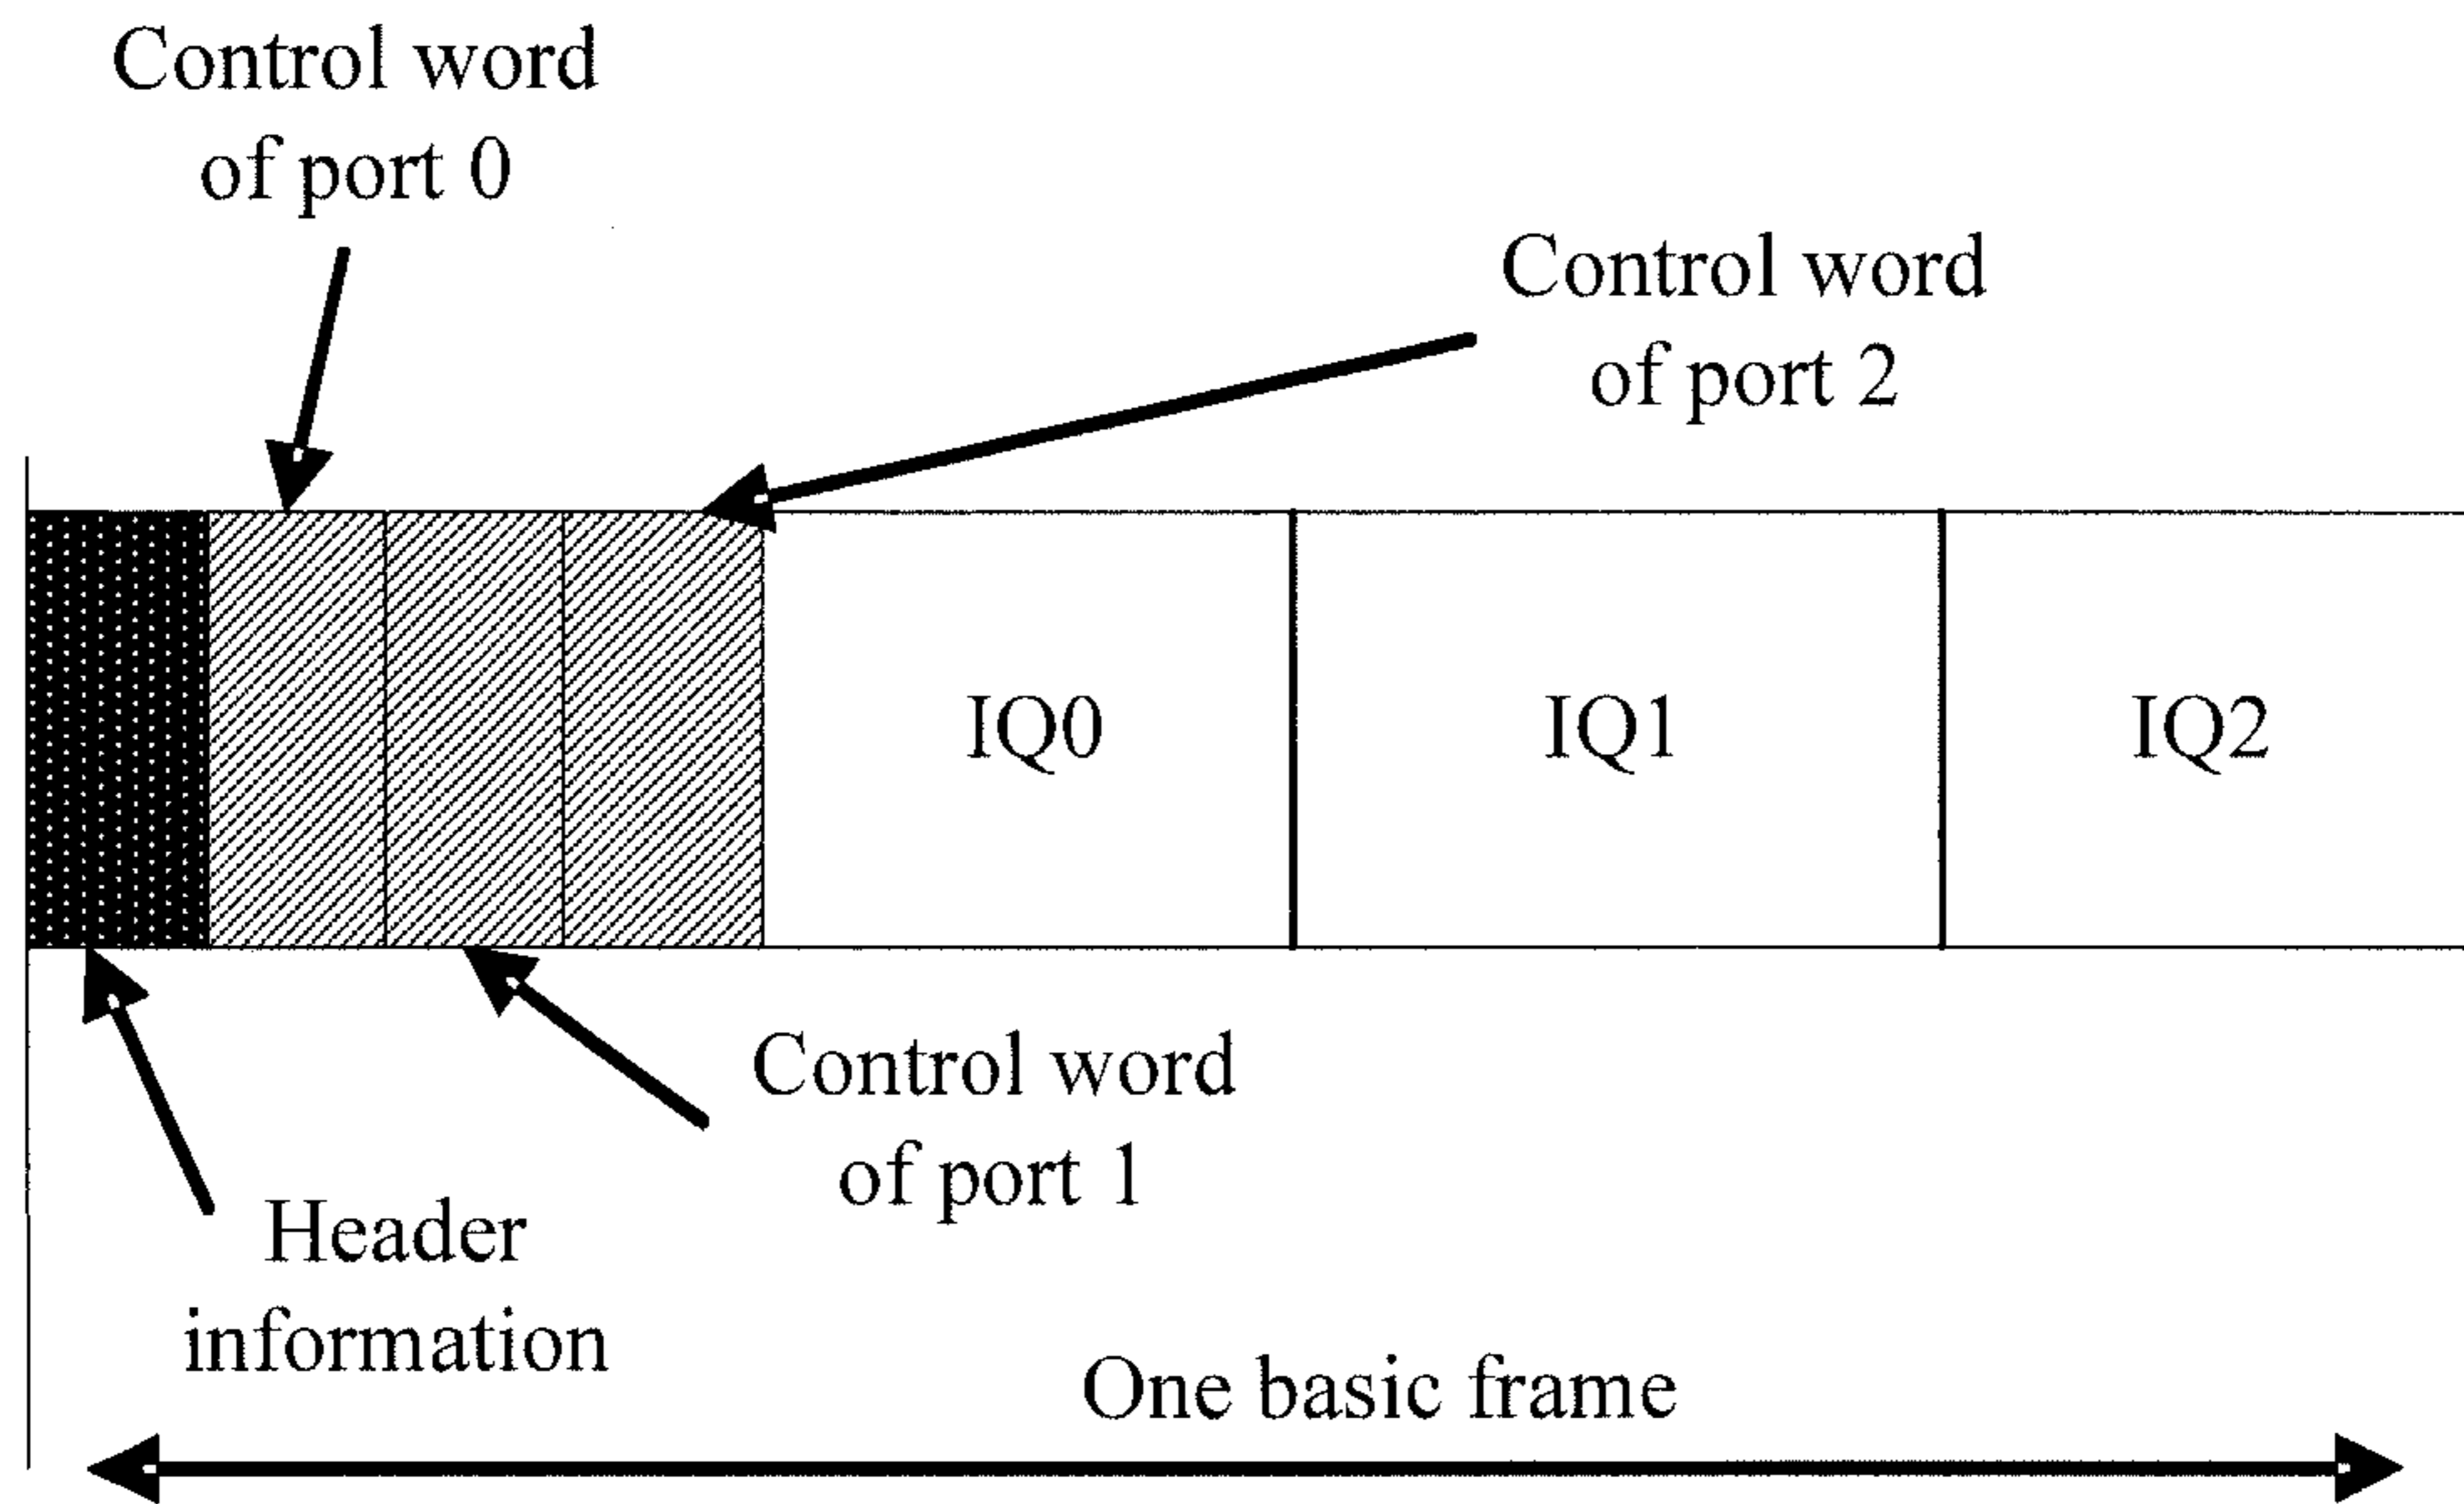 Control word
of port 0
Control word
of port 2
IQ0
IQ1
IQ2
Control word
of port 1
Header
information
One basic frame